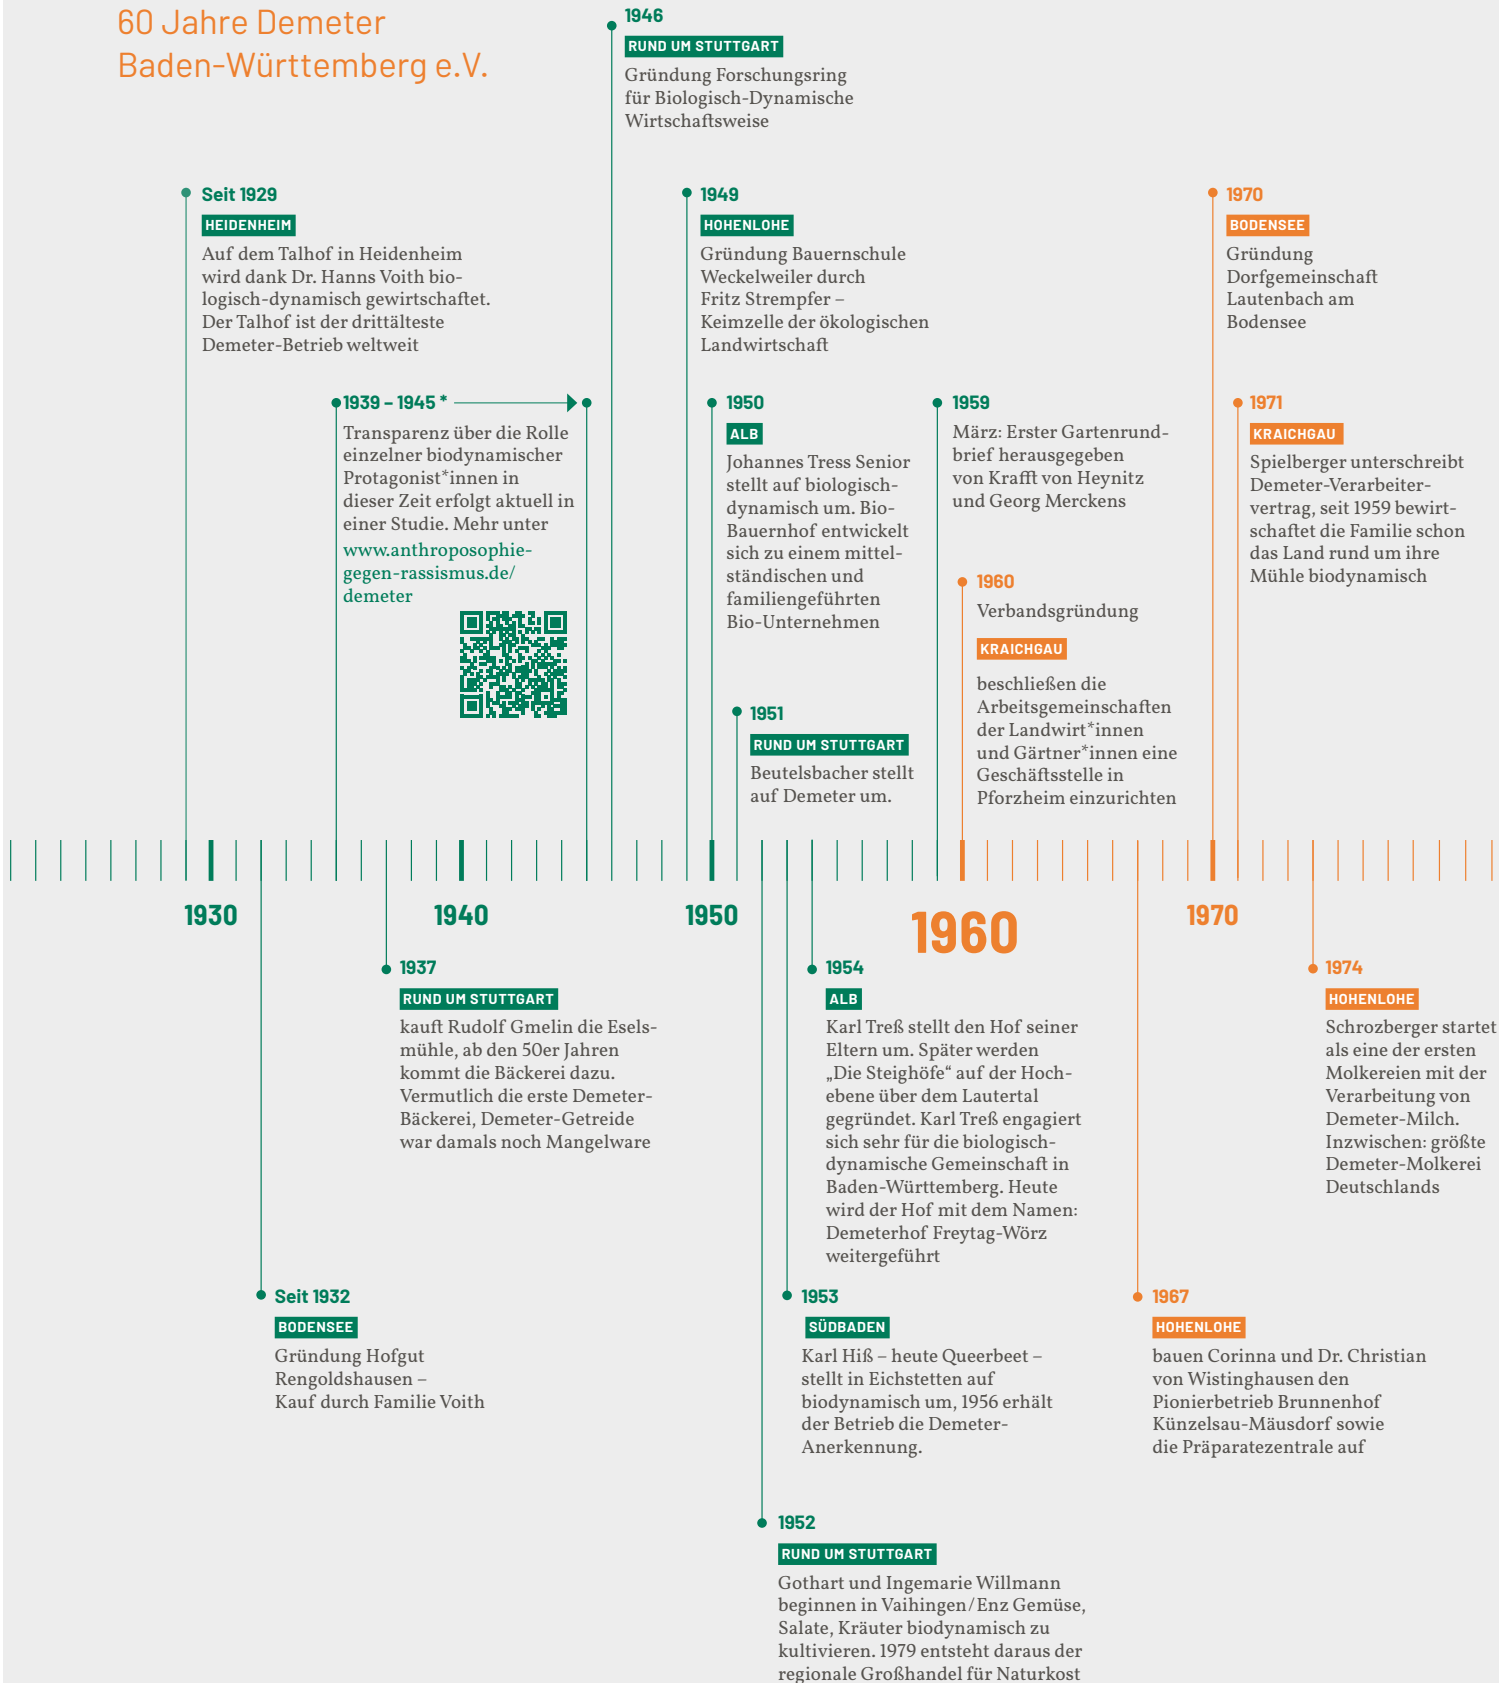 60 Jahre Demeter
Baden-Württemberg e.V.
1946
RUND UM STUTTGART
Gründung Forschungsring
für Biologisch-Dynamische
Wirtschaftsweise
Seit 1929
HEIDENHEIM
Auf dem Talhof in Heidenheim
wird dank Dr. Hanns Voith bio-
logisch-dynamisch gewirtschaftet.
Der Talhof ist der drittälteste
Demeter-Betrieb weltweit
1949
HOHENLOHE
Gründung Bauernschule
Weckelweiler durch
Fritz Strempfer –
Keimzelle der ökologischen
Landwirtschaft
1970
BODENSEE
Gründung
Dorfgemeinschaft
Lautenbach am
Bodensee
1939 – 1945 *
Transparenz über die Rolle
einzelner biodynamischer
Protagonist*innen in
dieser Zeit erfolgt aktuell in
einer Studie. Mehr unter
www.anthroposophie-
gegen-rassismus.de/
demeter
1950
ALB
Johannes Tress Senior
stellt auf biologisch-
dynamisch um. Bio-
Bauernhof entwickelt
sich zu einem mittel-
ständischen und
familiengeführten
Bio-Unternehmen
1959
März: Erster Gartenrund-
brief herausgegeben
von Krafft von Heynitz
und Georg Merckens
1971
KRAICHGAU
Spielberger unterschreibt
Demeter-Verarbeiter-
vertrag, seit 1959 bewirt-
schaftet die Familie schon
das Land rund um ihre
Mühle biodynamisch
1960
Verbandsgründung
KRAICHGAU
beschließen die
Arbeitsgemeinschaften
der Landwirt*innen
und Gärtner*innen eine
Geschäftsstelle in
Pforzheim einzurichten
1951
RUND UM STUTTGART
Beutelsbacher stellt
auf Demeter um.
1930
1940
1950
1960
1970
1937
RUND UM STUTTGART
kauft Rudolf Gmelin die Esels-
mühle, ab den 50er Jahren
kommt die Bäckerei dazu.
Vermutlich die erste Demeter-
Bäckerei, Demeter-Getreide
war damals noch Mangelware
1954
ALB
Karl Treß stellt den Hof seiner
Eltern um. Später werden
„Die Steighöfe“ auf der Hoch-
ebene über dem Lautertal
gegründet. Karl Treß engagiert
sich sehr für die biologisch-
dynamische Gemeinschaft in
Baden-Württemberg. Heute
wird der Hof mit dem Namen:
Demeterhof Freytag-Wörz
weitergeführt
1974
HOHENLOHE
Schrozberger startet
als eine der ersten
Molkereien mit der
Verarbeitung von
Demeter-Milch.
Inzwischen: größte
Demeter-Molkerei
Deutschlands
Seit 1932
BODENSEE
Gründung Hofgut
Rengoldshausen –
Kauf durch Familie Voith
1953
SÜDBADEN
Karl Hiß – heute Queerbeet –
stellt in Eichstetten auf
biodynamisch um, 1956 erhält
der Betrieb die Demeter-
Anerkennung.
1967
HOHENLOHE
bauen Corinna und Dr. Christian
von Wistinghausen den
Pionierbetrieb Brunnenhof
Künzelsau-Mäusdorf sowie
die Präparatezentrale auf
1952
RUND UM STUTTGART
Gothart und Ingemarie Willmann
beginnen in Vaihingen/Enz Gemüse,
Salate, Kräuter biodynamisch zu
kultivieren. 1979 entsteht daraus der
regionale Großhandel für Naturkost